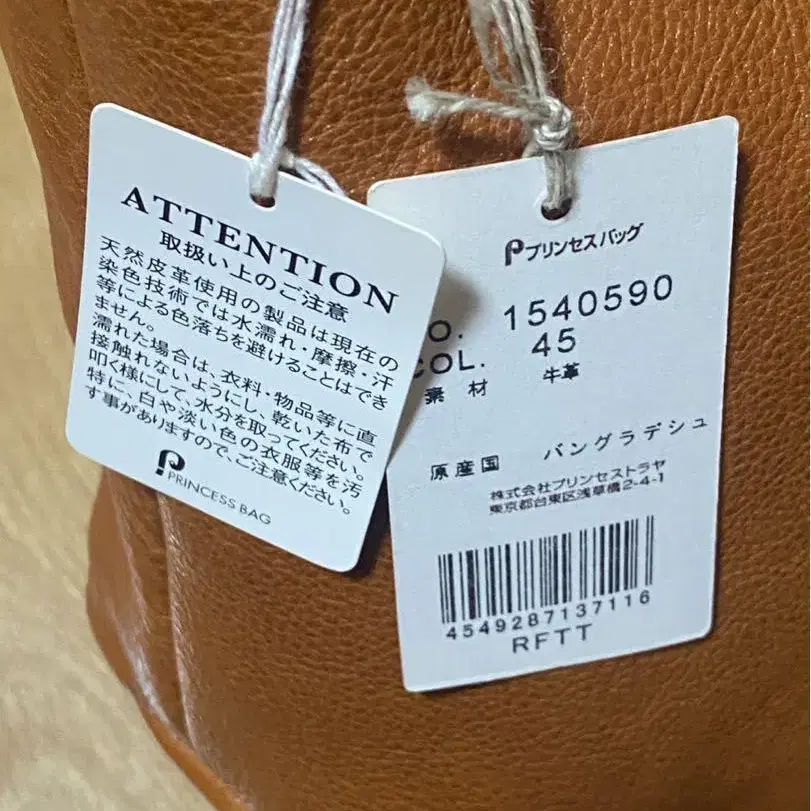 ATTENTION
取扱い上のご注意
天然皮革使用の製品は現在の
染色技術では水濡れ・摩擦・汗
等による色落ちを避けることはでき
ません。
濡れた場合は、衣料・物品等に直
接触れないようにし、乾いた布で
叩く様にして、水分を取ってください。
特に、白や淡い色の衣服等を汚
す事がありますので、ご注意ください。
PRINCESS BAG
プリンセスバッグ
O. 1540590
COL. 45
素材 牛革
原産国 バングラデシュ
株式会社プリンセストラヤ
東京都台東区浅草橋2-4-1
4549287137116
RFTT